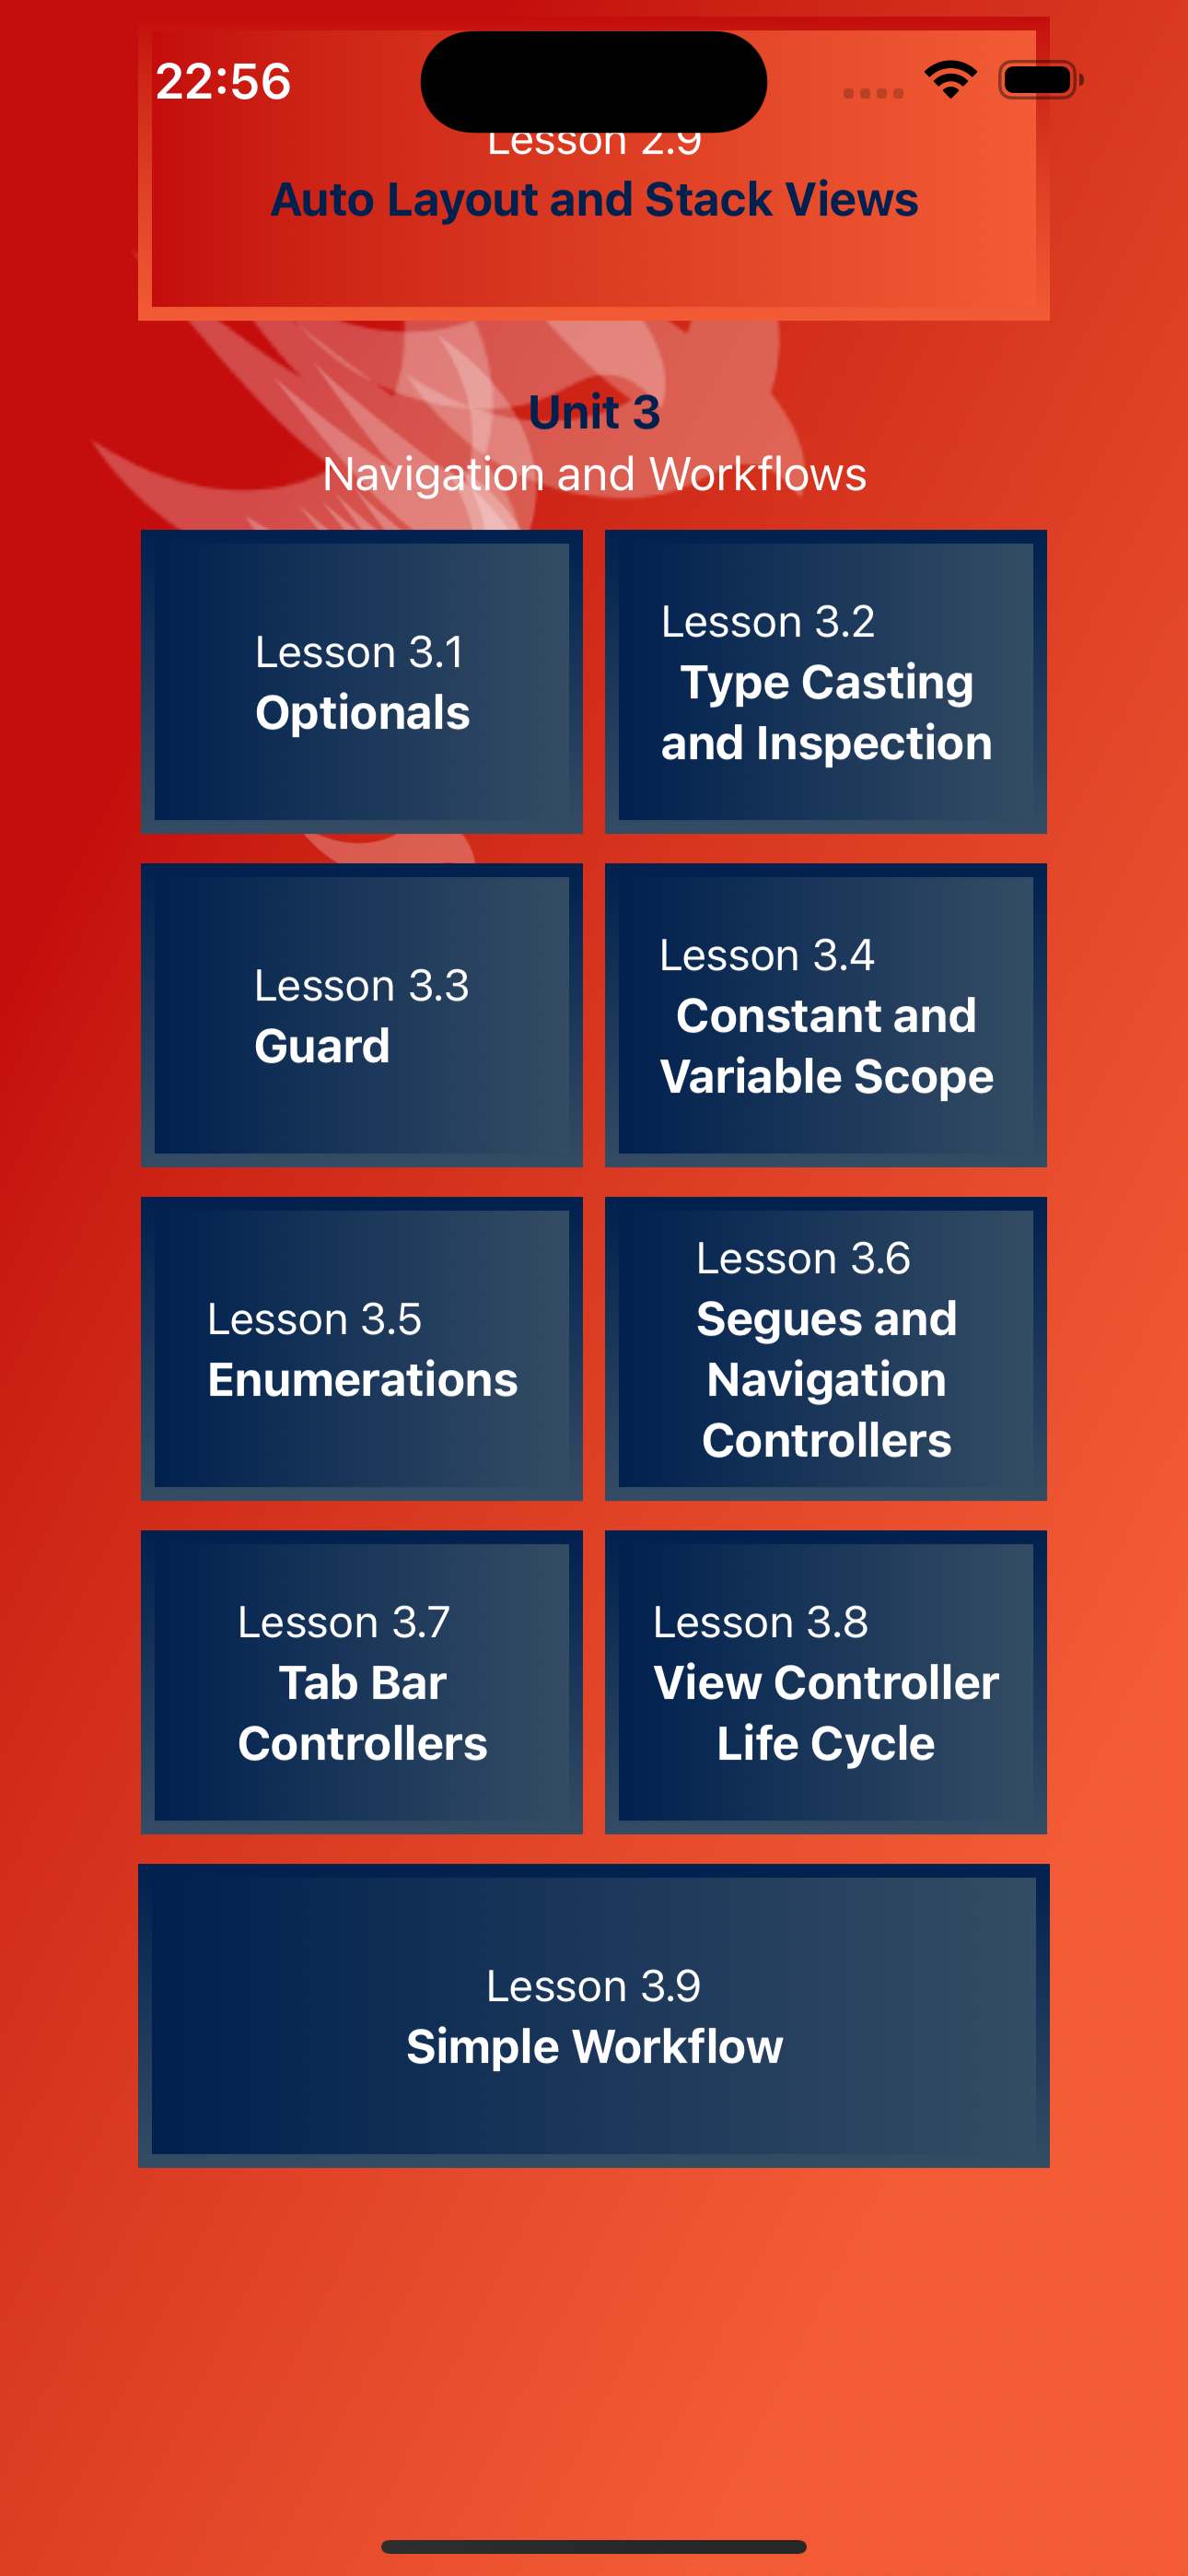 22:56
Lesson 2.9
Auto Layout and Stack Views
Unit 3
Navigation and Workflows
Lesson 3.1
Optionals
Lesson 3.2
Type Casting
and Inspection
Lesson 3.3
Guard
Lesson 3.4
Constant and
Variable Scope
Lesson 3.5
Enumerations
Lesson 3.6
Segues and
Navigation
Controllers
Lesson 3.7
Tab Bar
Controllers
Lesson 3.8
View Controller
Life Cycle
Lesson 3.9
Simple Workflow